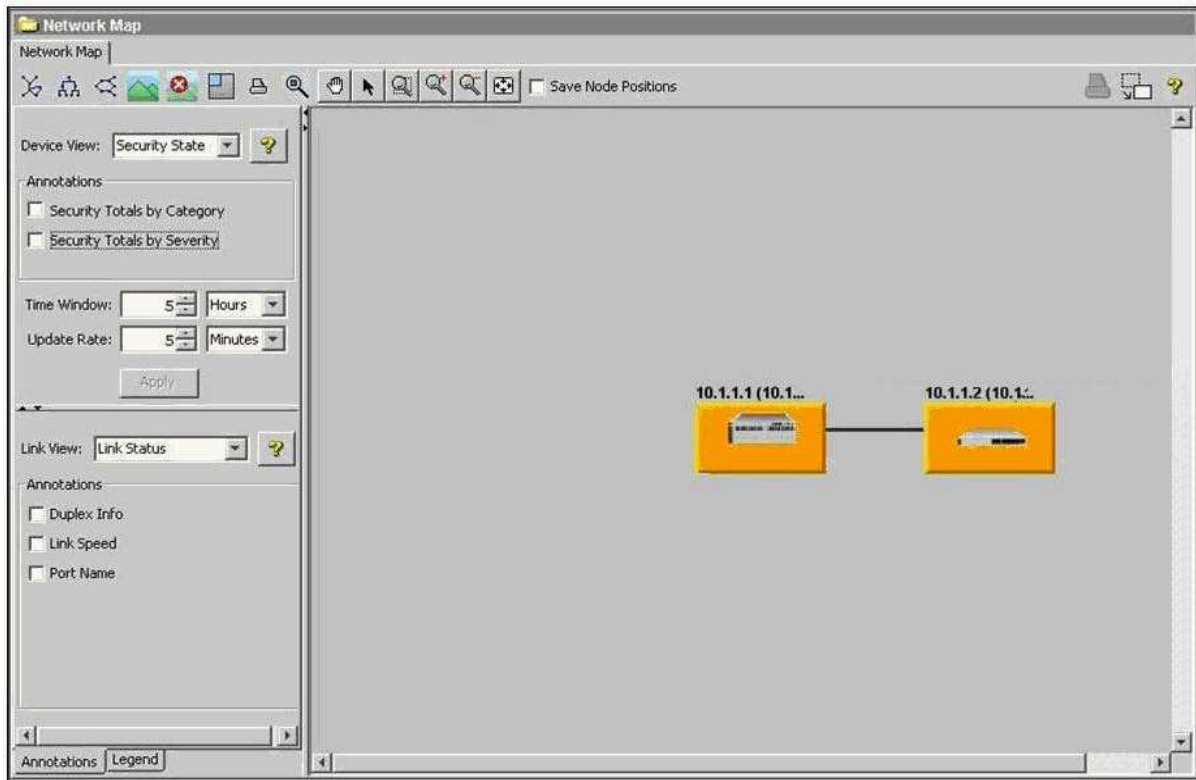 Network Map
Network Map
Save Node Positions
Device View: Security State
Annotations
Security Totals by Category
Security Totals by Severity
Time Window: 5 Hours
Update Rate: 5 Minutes
Apply
10.1.1.1 (10.1...
10.1.1.2 (10.1...
Link View: Link Status
Annotations
Duplex Info
Link Speed
Port Name
Annotations
Legend